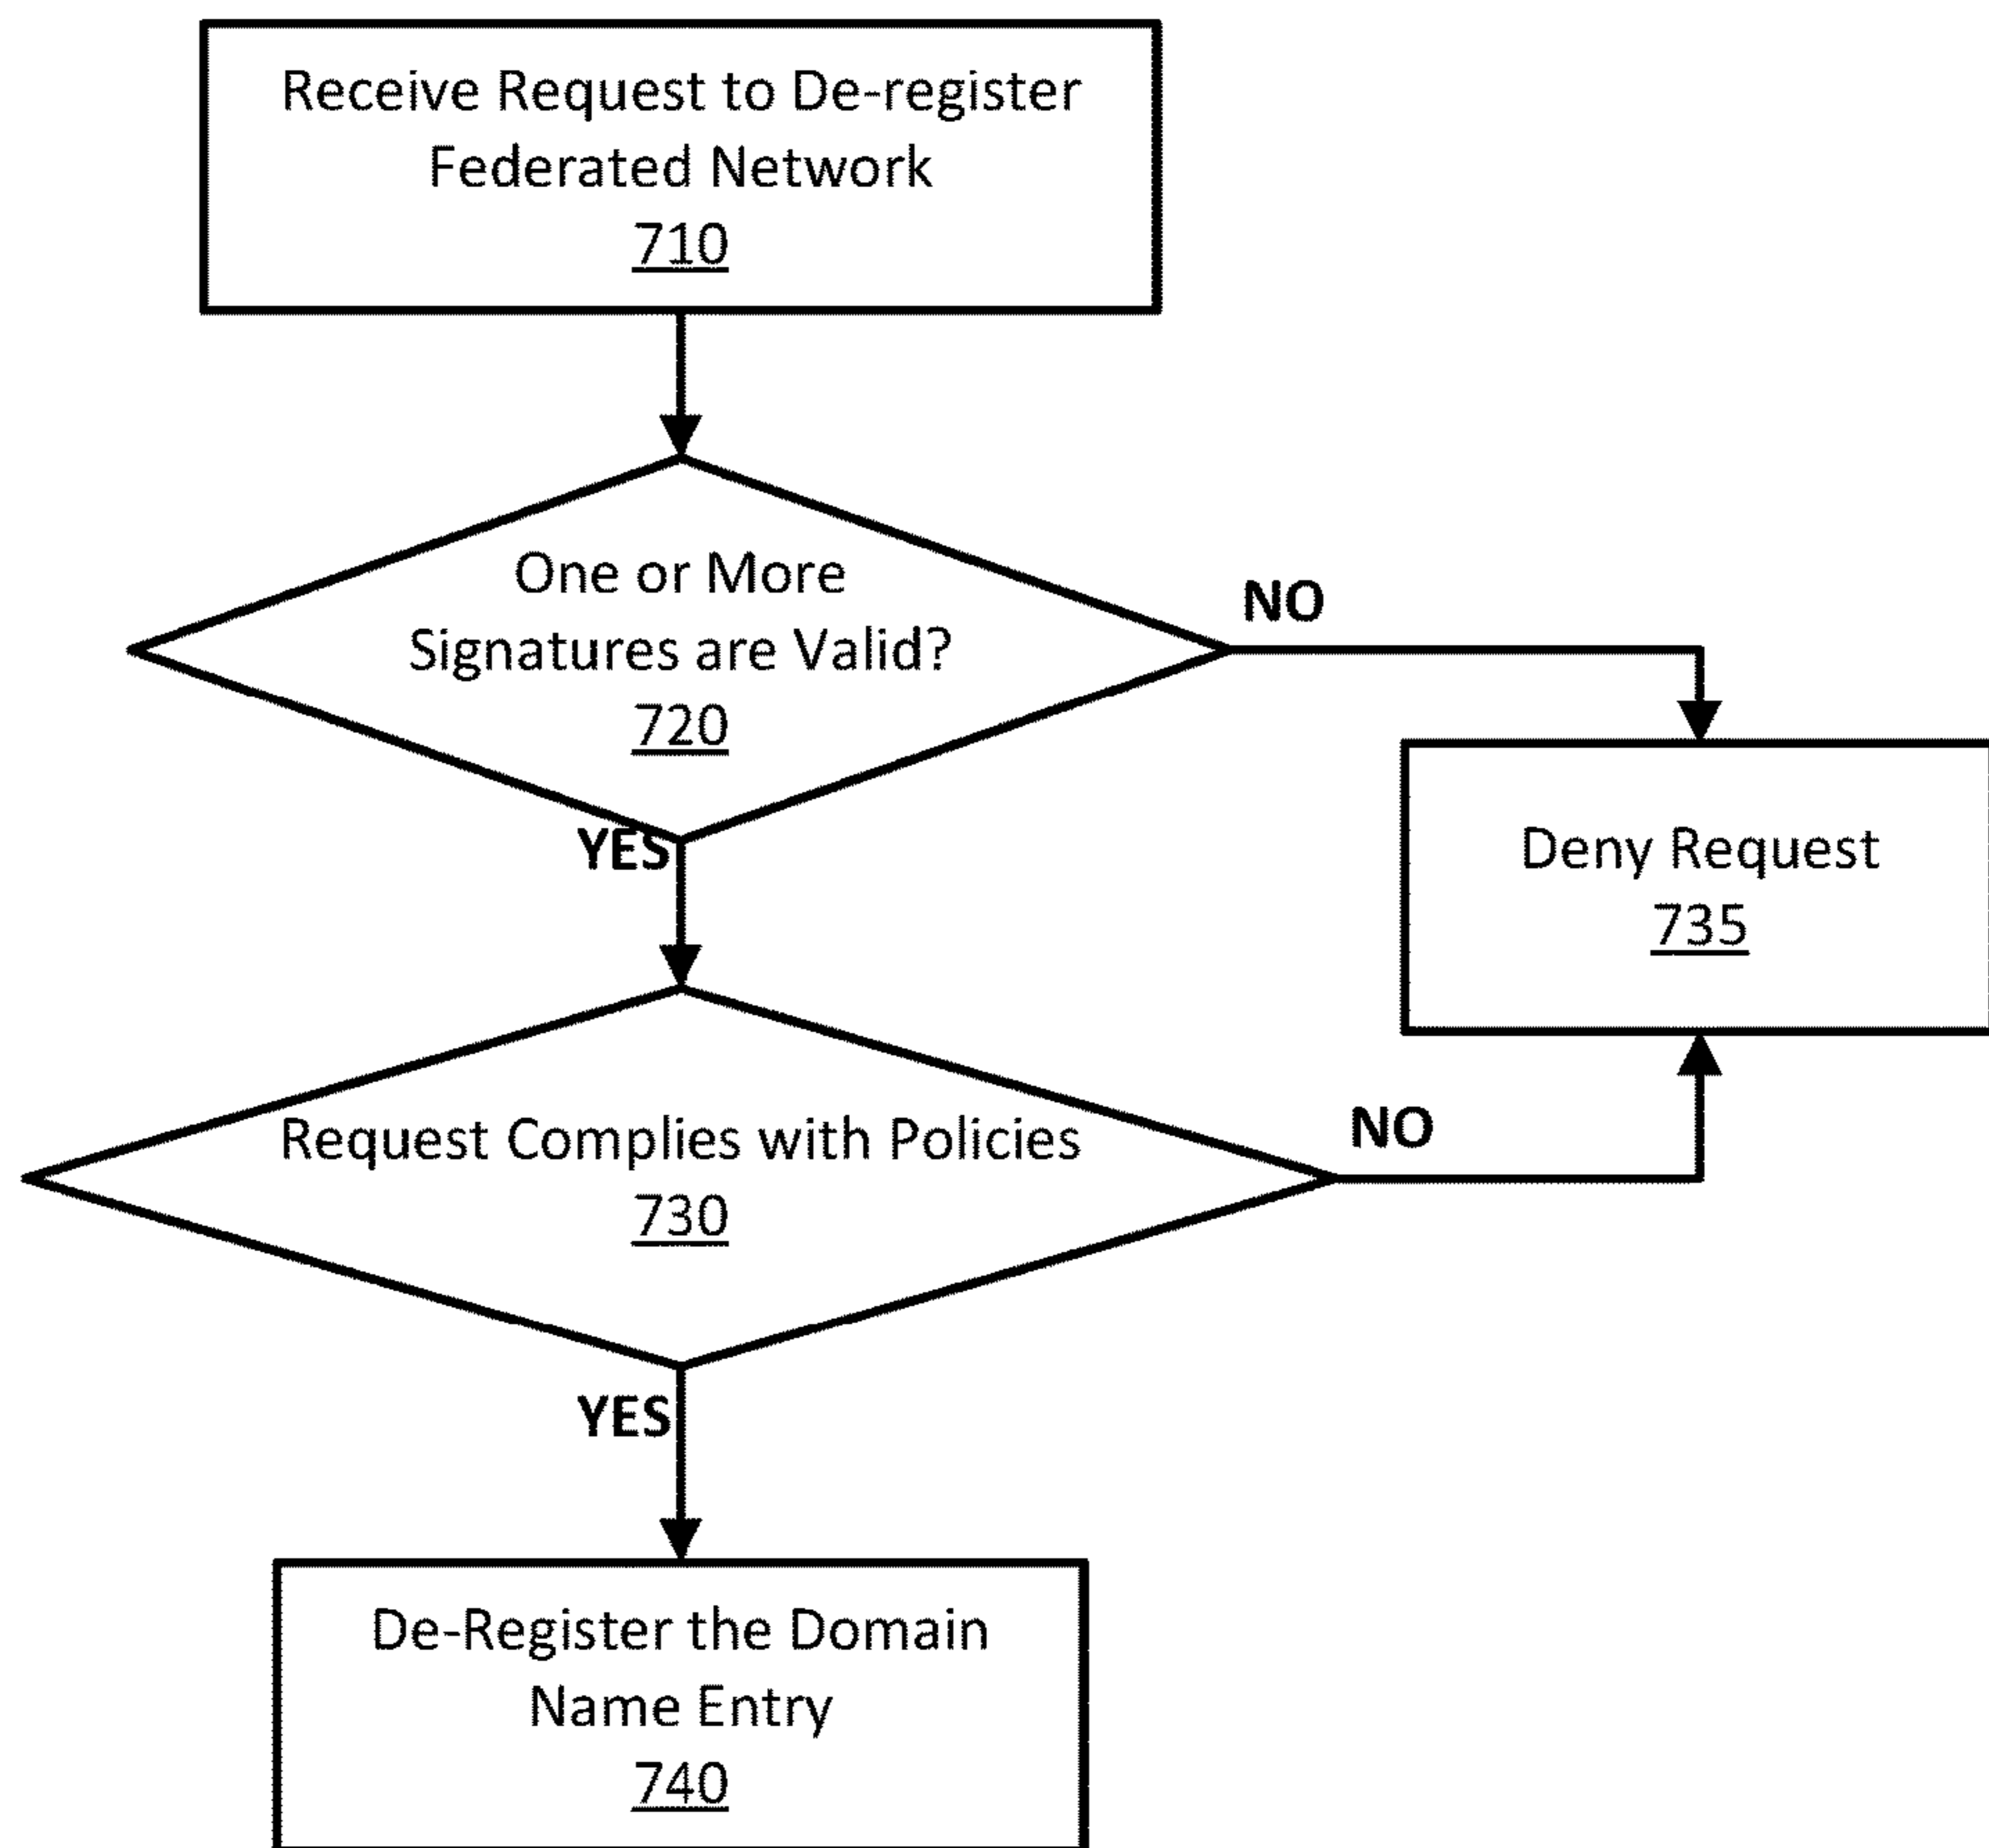 Receive Request to De-register
Federated Network
710
One or More
Signatures are Valid?
720
NO
YES
Deny Request
735
Request Complies with Policies
730
NO
YES
De-Register the Domain
Name Entry
740